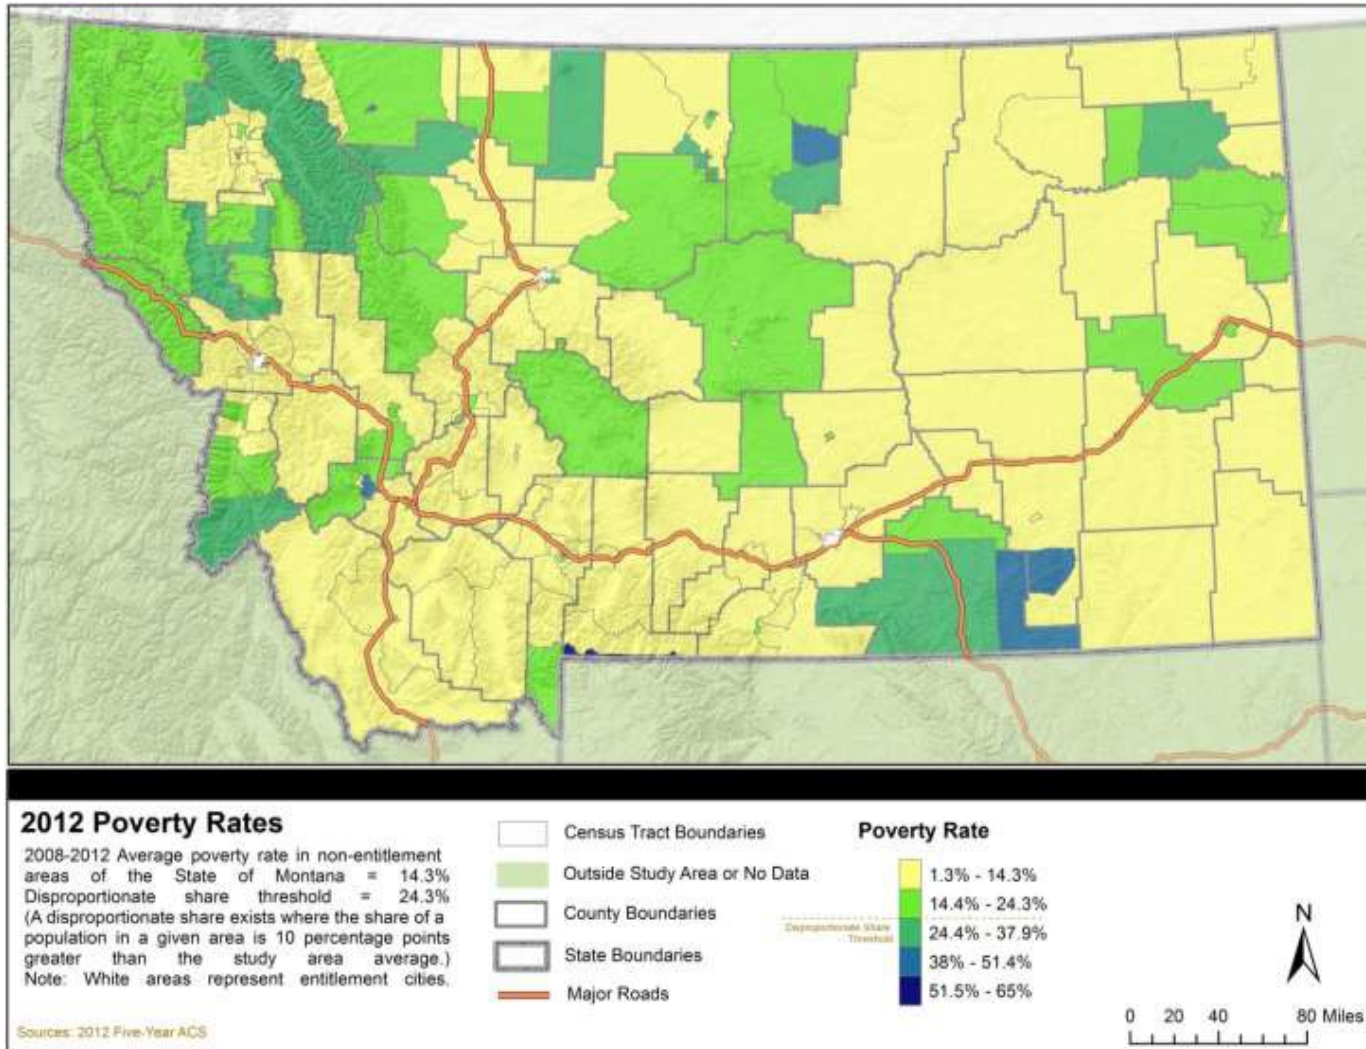 2012 Poverty Rates
2008-2012 Average poverty rate in non-entitlement
areas of the State of Montana = 14.3%
Disproportionate share threshold = 24.3%
(A disproportionate share exists where the share of a
population in a given area is 10 percentage points
greater than the study area average.)
Note: White areas represent entitlement cities.
Sources: 2012 Five-Year ACS
Census Tract Boundaries
Outside Study Area or No Data
County Boundaries
State Boundaries
Major Roads
Poverty Rate
1.3% - 14.3%
14.4% - 24.3%
Disproportionate Share
Threshold
24.4% - 37.9%
38% - 51.4%
51.5% - 65%
N
0 20 40 80 Miles